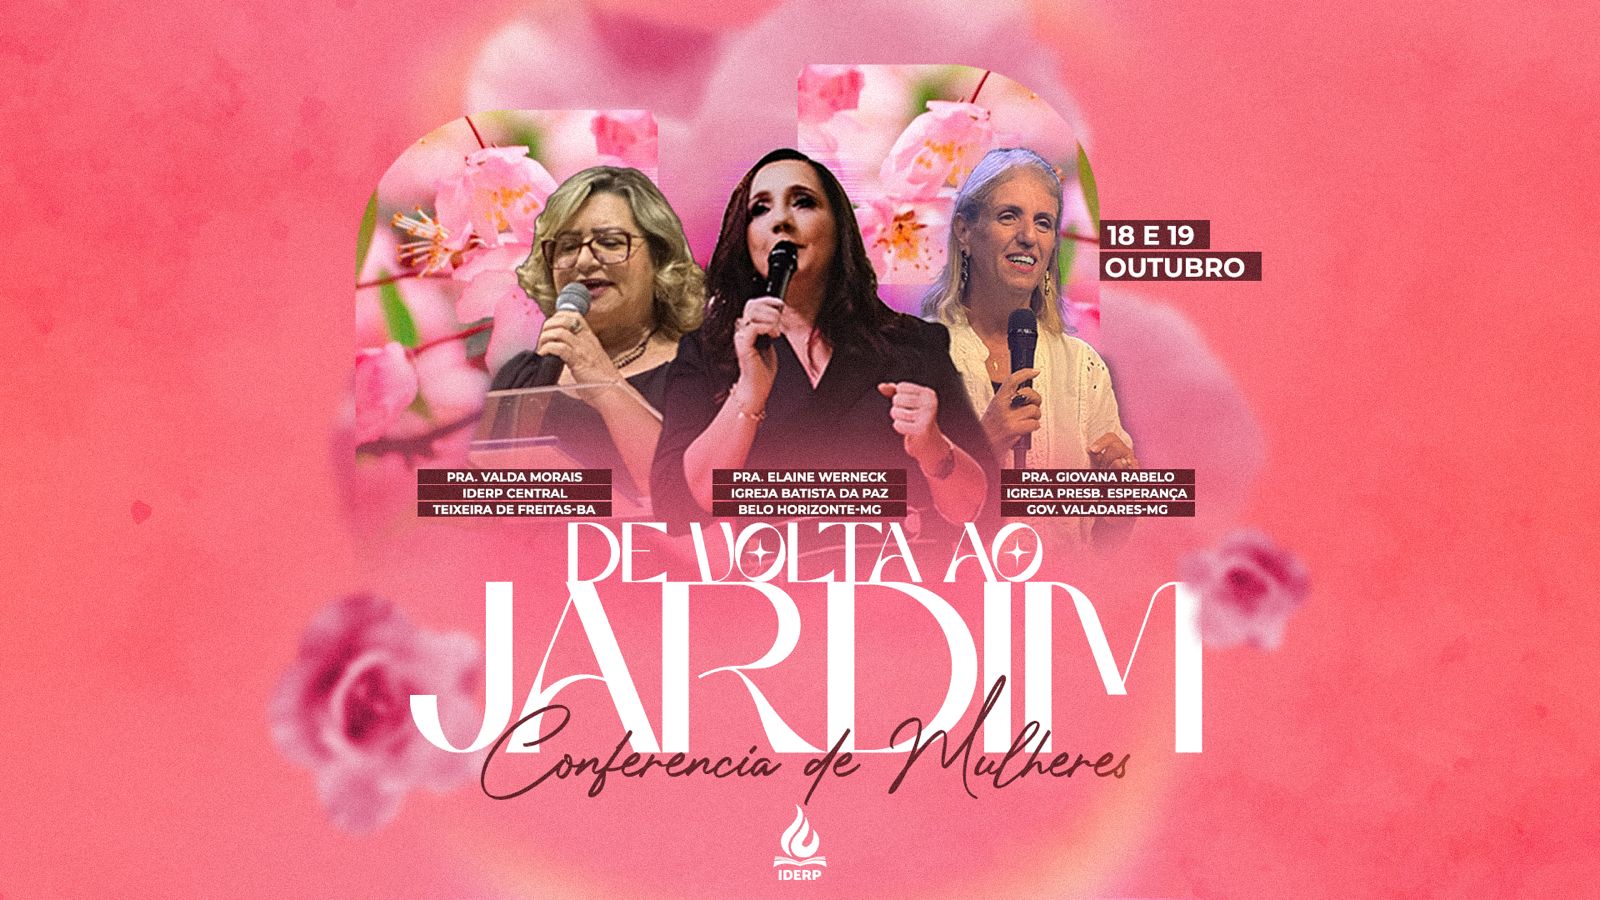 18 E 19
OUTUBRO
PRA. VALDA MORAIS
IDERP CENTRAL
TEIXEIRA DE FREITAS-BA
PRA. ELAINE WERNECK
IGREJA BATISTA DA PAZ
BELO HORIZONTE-MG
PRA. GIOVANA RABELO
IGREJA PRESB. ESPERANÇA
GOV. VALADARES-MG
DE VOLTA AO
JARDIM
Conferencia de Mulheres
IDERP